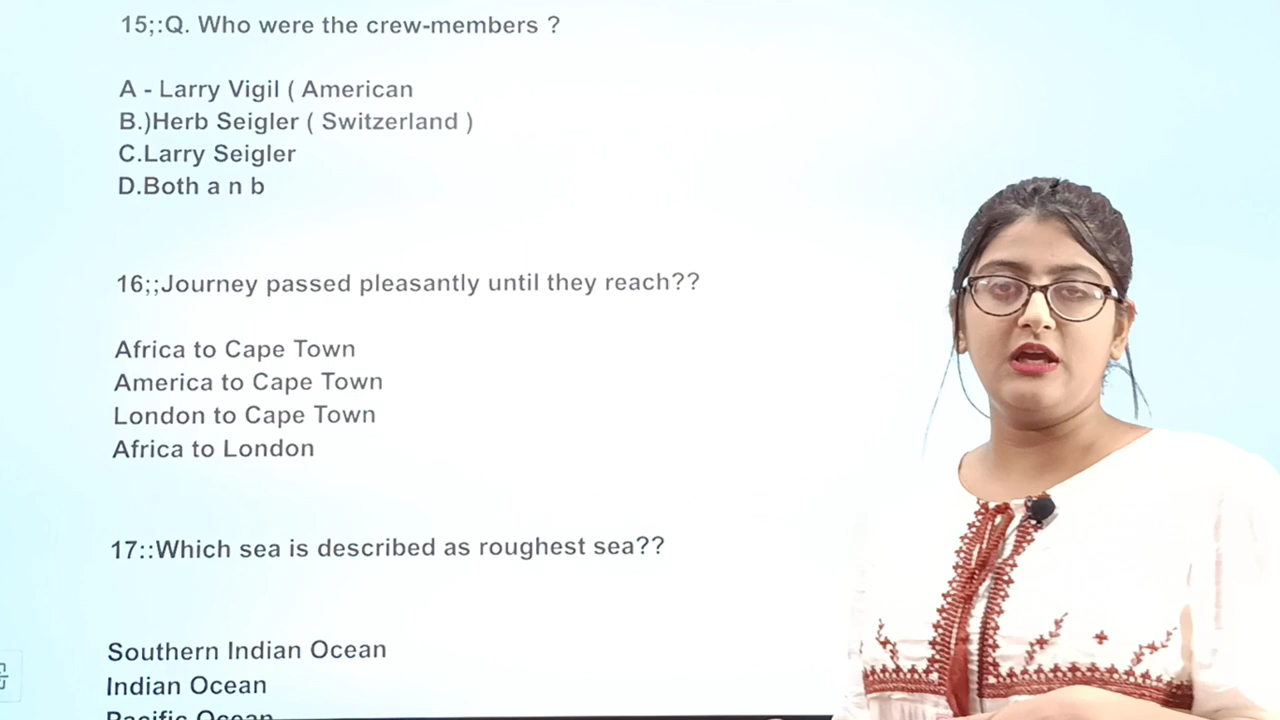 15;:Q. Who were the crew-members ?
A - Larry Vigil ( American
B.)Herb Seigler ( Switzerland )
C.Larry Seigler
D.Both a n b
16;;Journey passed pleasantly until they reach??
Africa to Cape Town
America to Cape Town
London to Cape Town
Africa to London
17::Which sea is described as roughest sea??
Southern Indian Ocean
Indian Ocean
Pacific Ocean